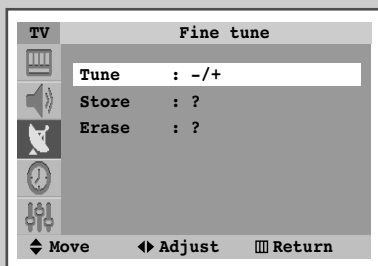 TV Fine tune
Tune : -/+
Store : ?
Erase : ?
Move Adjust Return